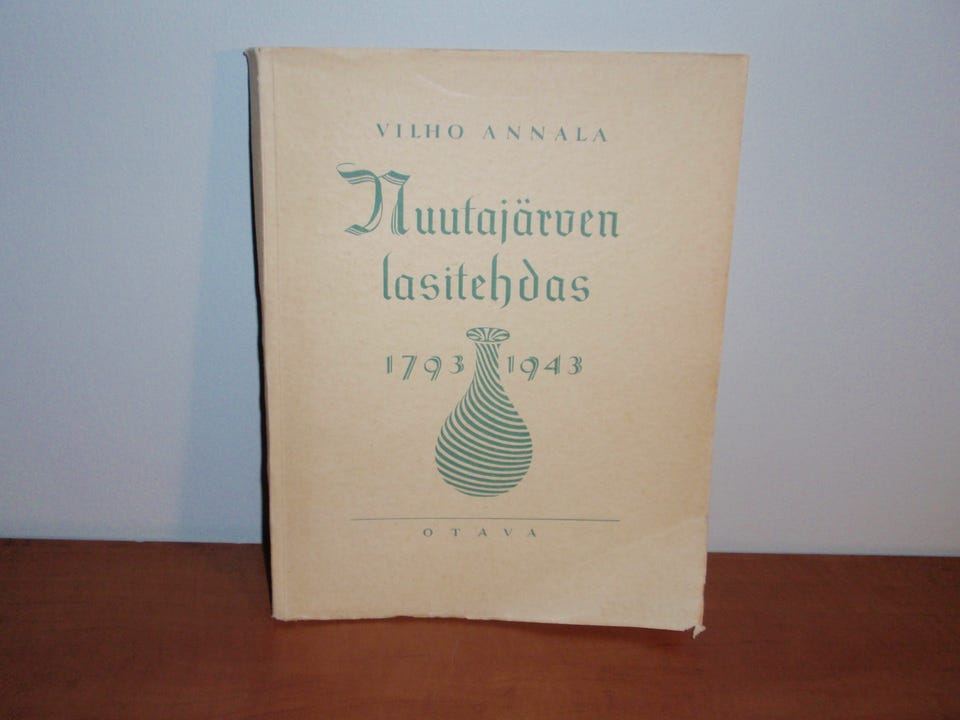 VILHO ANNALA
Nuutajärven
lasitehdas
1793 1943
OTAVA